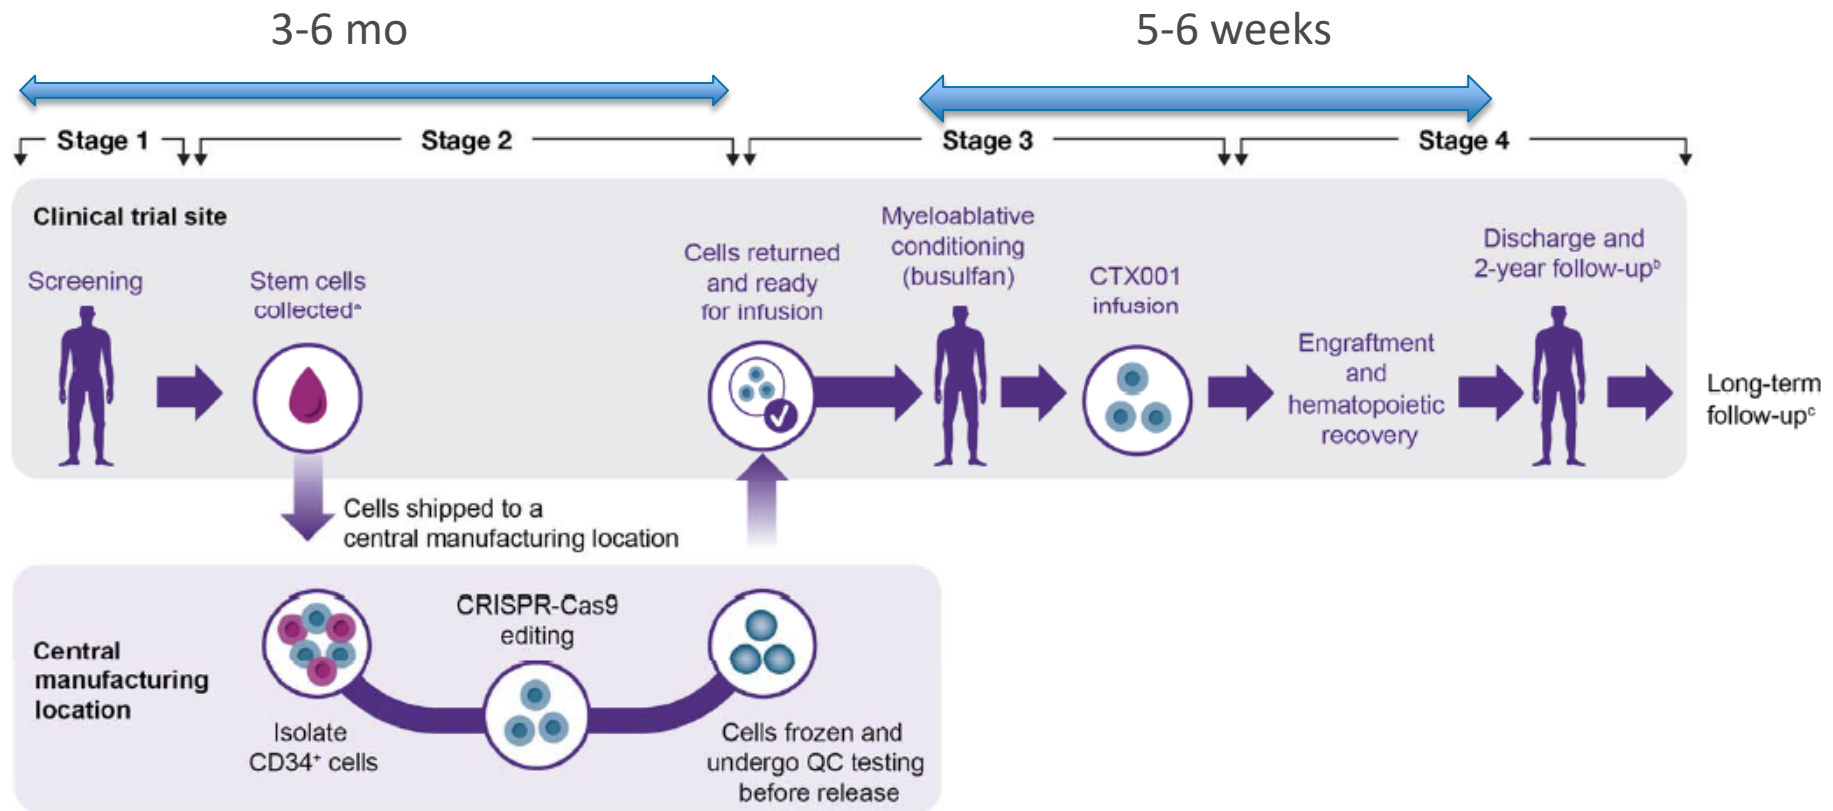 3-6 mo
5-6 weeks
Stage 1
Stage 2
Stage 3
Stage 4
Clinical trial site
Screening
Stem cells
collectedᵃ
Cells returned
and ready
for infusion
Myeloablative
conditioning
(busulfan)
CTX001
infusion
Engraftment
and
hematopoietic
recovery
Discharge and
2-year follow-upᵇ
Long-term
follow-upᶜ
Cells shipped to a
central manufacturing location
Central
manufacturing
location
Isolate
CD34⁺ cells
CRISPR-Cas9
editing
Cells frozen and
undergo QC testing
before release